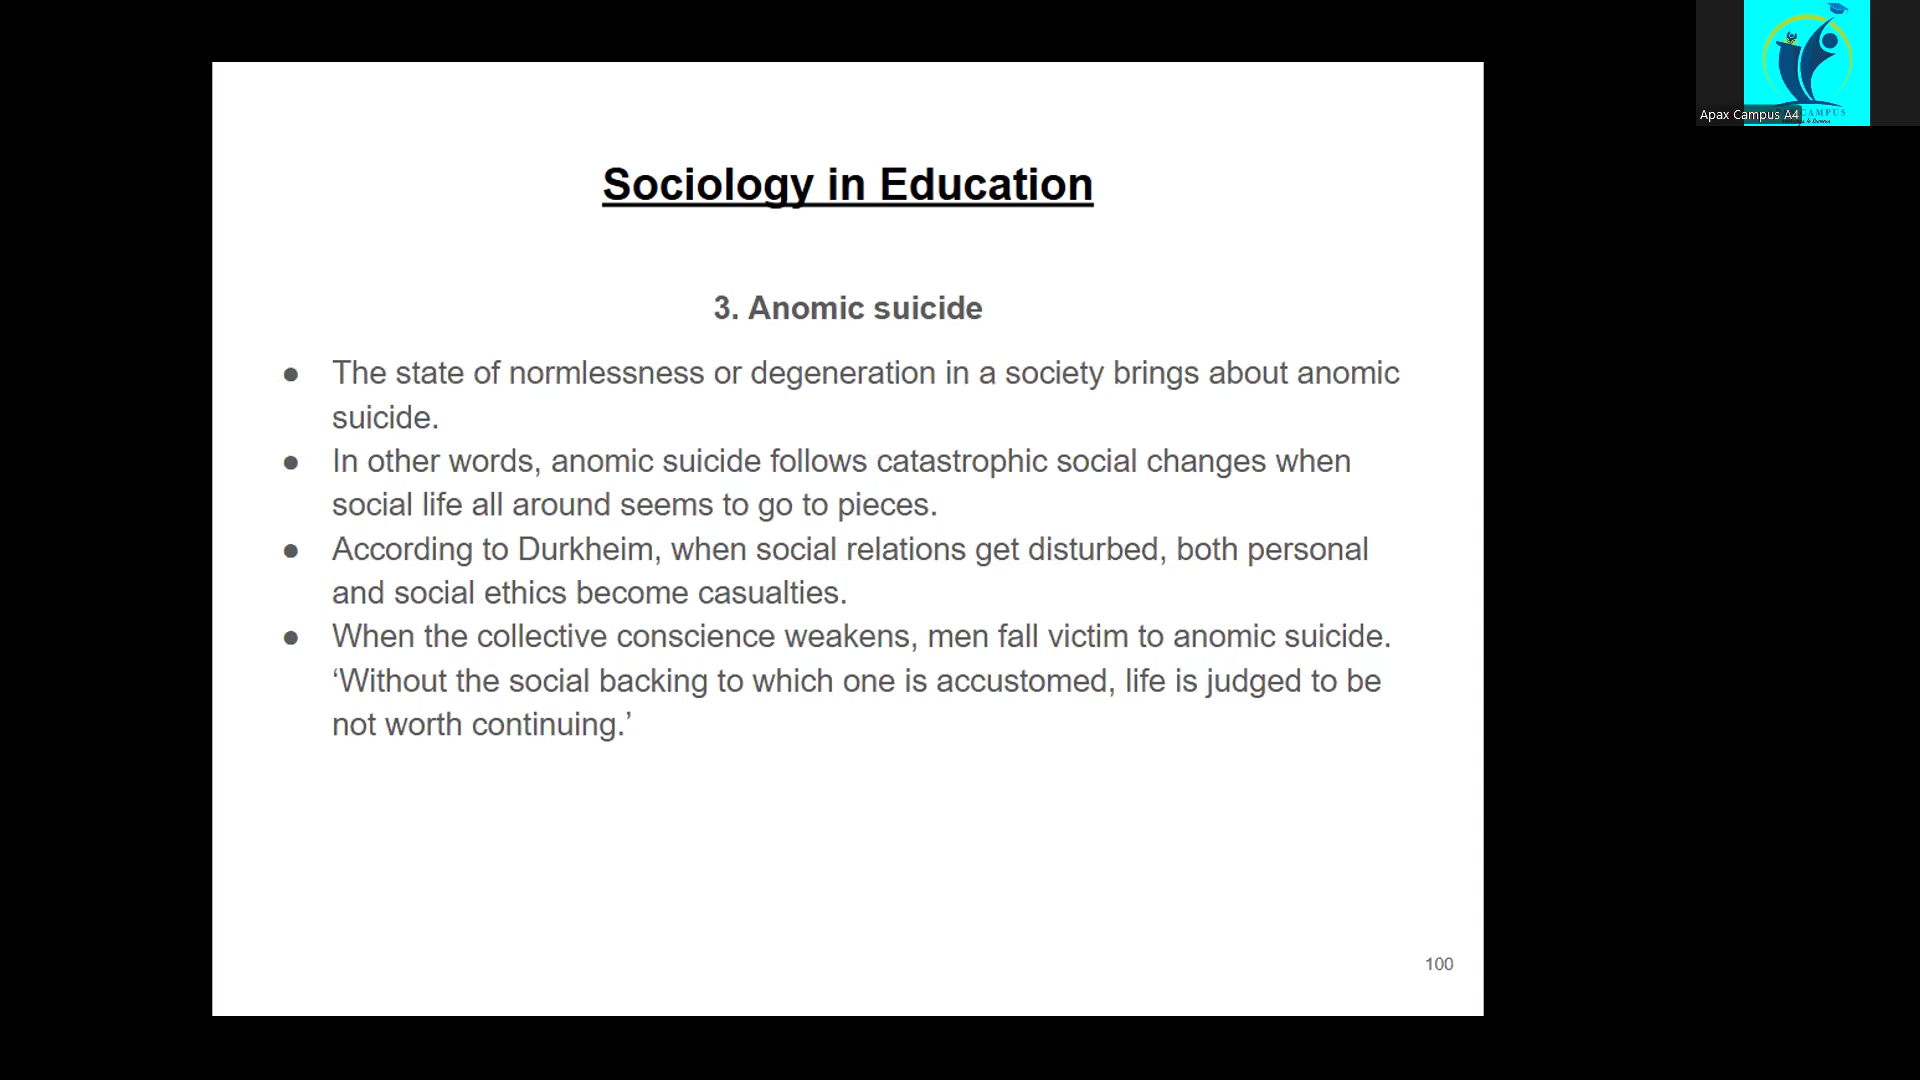 Sociology in Education
3. Anomic suicide
● The state of normlessness or degeneration in a society brings about anomic
suicide.
● In other words, anomic suicide follows catastrophic social changes when
social life all around seems to go to pieces.
● According to Durkheim, when social relations get disturbed, both personal
and social ethics become casualties.
● When the collective conscience weakens, men fall victim to anomic suicide.
‘Without the social backing to which one is accustomed, life is judged to be
not worth continuing.’
100
Apax Campus A4
CAMPUS